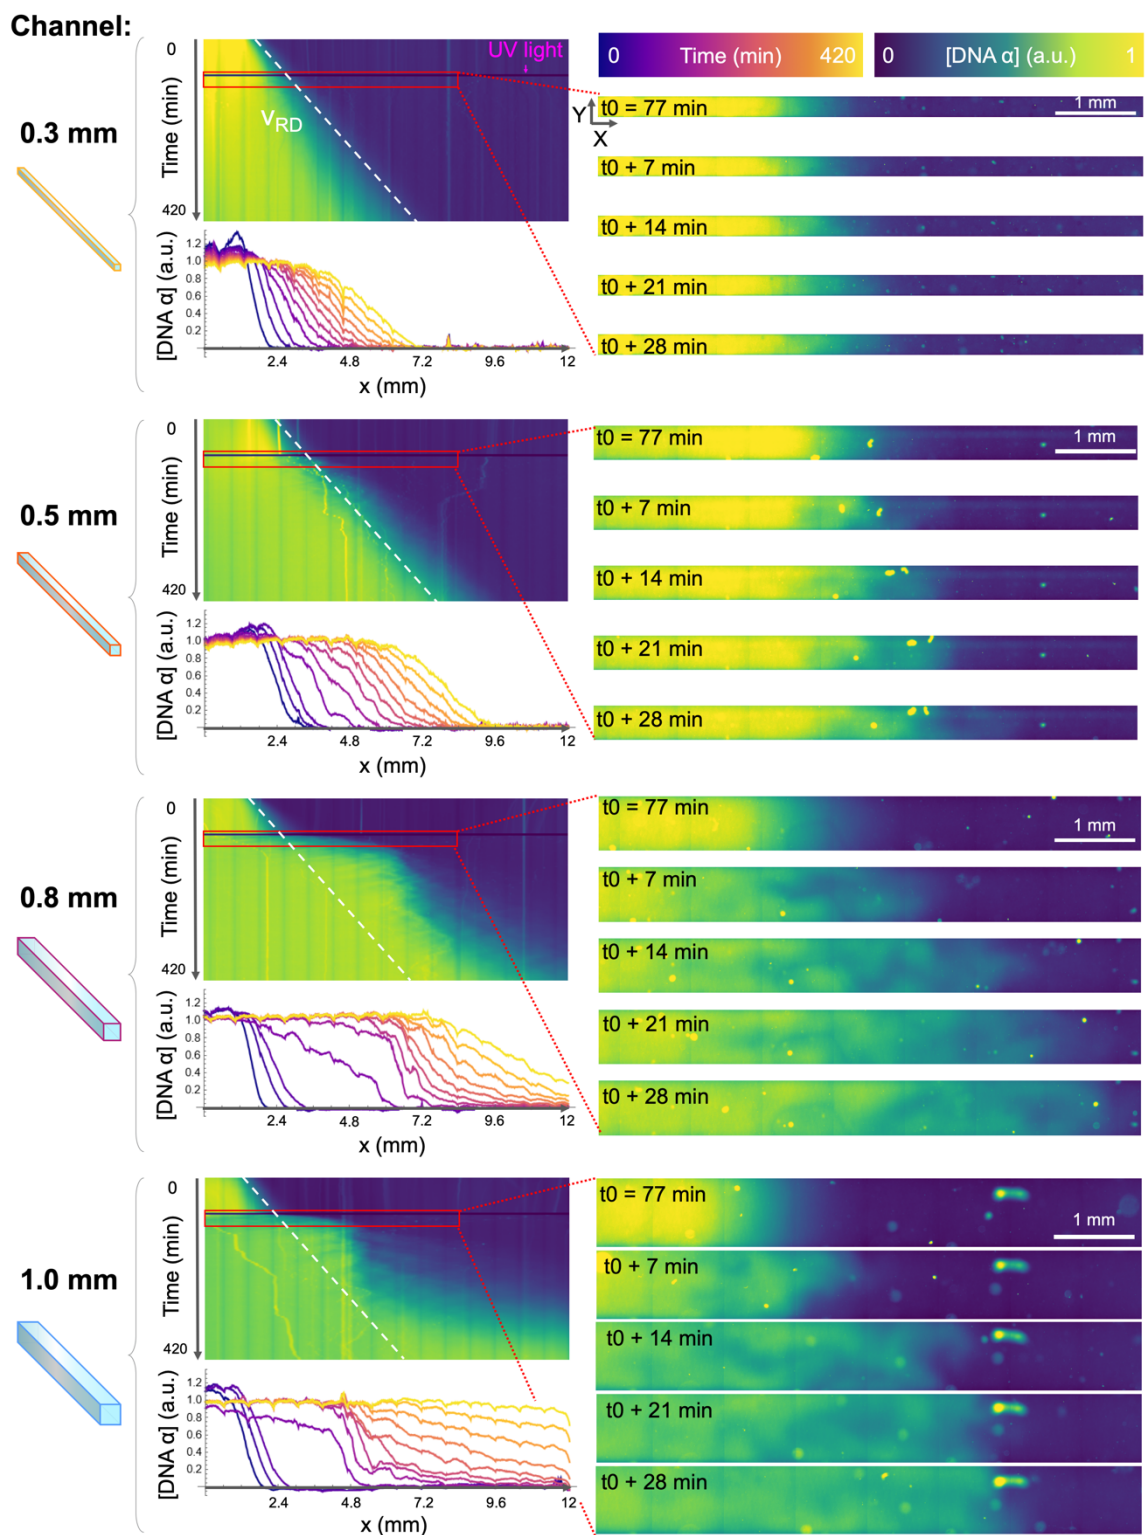 Channel:
0.3 mm
0
Time (min)
420
UV light
V_RD
[DNA α] (a.u.)
1.2
1.0
0.8
0.6
0.4
0.2
2.4 4.8 7.2 9.6 12
x (mm)
0 Time (min) 420
0 [DNA α] (a.u.) 1
Y
X
t0 = 77 min
1 mm
t0 + 7 min
t0 + 14 min
t0 + 21 min
t0 + 28 min
0.5 mm
0
Time (min)
420
[DNA α] (a.u.)
1.2
1.0
0.8
0.6
0.4
0.2
2.4 4.8 7.2 9.6 12
x (mm)
t0 = 77 min
1 mm
t0 + 7 min
t0 + 14 min
t0 + 21 min
t0 + 28 min
0.8 mm
0
Time (min)
420
[DNA α] (a.u.)
1.2
1.0
0.8
0.6
0.4
0.2
2.4 4.8 7.2 9.6 12
x (mm)
t0 = 77 min
1 mm
t0 + 7 min
t0 + 14 min
t0 + 21 min
t0 + 28 min
1.0 mm
0
Time (min)
420
[DNA α] (a.u.)
1.2
1.0
0.8
0.6
0.4
0.2
2.4 4.8 7.2 9.6 12
x (mm)
t0 = 77 min
1 mm
t0 + 7 min
t0 + 14 min
t0 + 21 min
t0 + 28 min